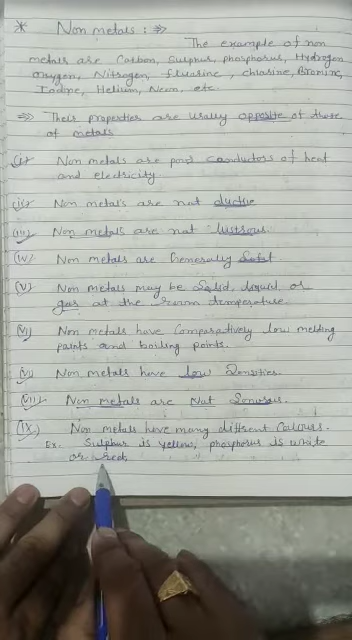 * Non metals : ⇒
The example of non
metals are Carbon, Sulphur, phosphorus, Hydrogen
Oxygen, Nitrogen, fluorine, chlorine, Bromine,
Iodine, Helium, Neon, etc.
⇒ Their properties are usually opposite of those
of metals
(i) Non metals are poor conductors of heat
and electricity.
(ii) Non metals are not ductile
(iii) Non metals are not lustrous.
(iv) Non metals are Generally
(v) Non metals may be Solid, liquid or
gas at the room temperature
(vi) Non metals have Comparatively low melting
points and boiling points.
Non metals have low Densities.
(viii) Non metals are Not Sonorous.
(ix) Non metals have many different Colours.
Ex. Sulphur is yellow, phosphorus is white
or red,